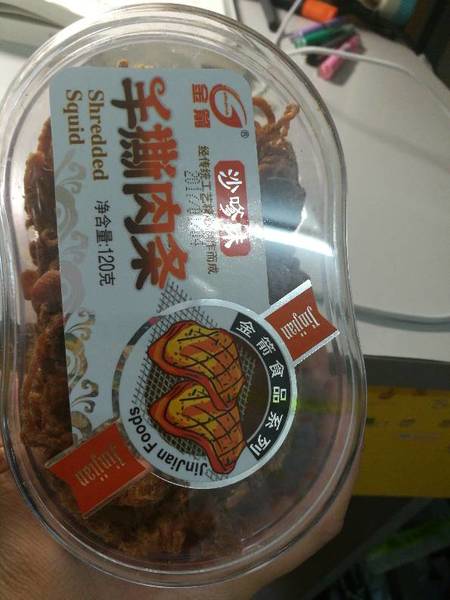 金箭
®
手撕肉条
Shredded
Squid
沙嗲味
净含量:120克
金箭食品系列
JinJian Foods
Jinjian
Jinjian